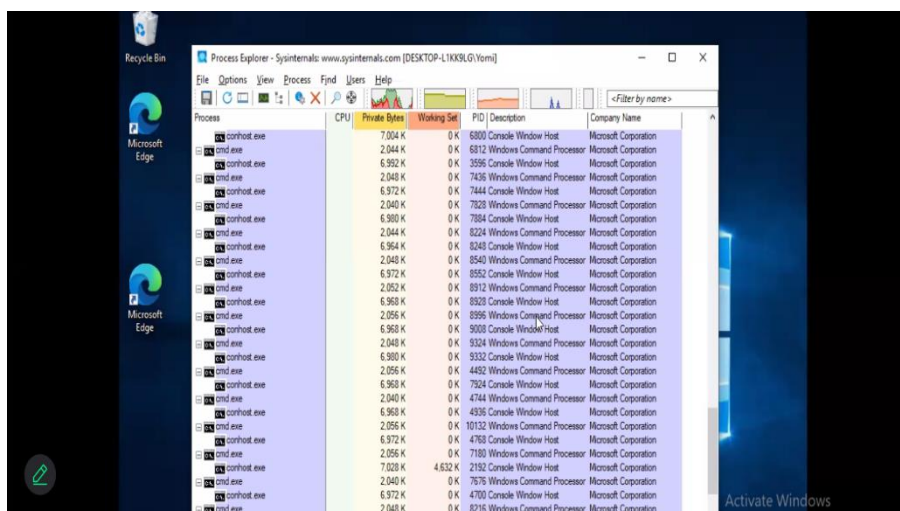 Recycle Bin
Process Explorer - Sysinternals: www.sysinternals.com [DESKTOP-L1KK9LG\Yomi]
File Options View Process Find Users Help
<Filter by name>
Process CPU Private Bytes Working Set PID Description Company Name
conhost.exe 7.004 K 0 K 6800 Console Window Host Microsoft Corporation
cmd.exe 2.044 K 0 K 6812 Windows Command Processor Microsoft Corporation
conhost.exe 6.992 K 0 K 3596 Console Window Host Microsoft Corporation
cmd.exe 2.048 K 0 K 7436 Windows Command Processor Microsoft Corporation
conhost.exe 6.972 K 0 K 7444 Console Window Host Microsoft Corporation
cmd.exe 2.040 K 0 K 7828 Windows Command Processor Microsoft Corporation
conhost.exe 6.980 K 0 K 7884 Console Window Host Microsoft Corporation
cmd.exe 2.044 K 0 K 8224 Windows Command Processor Microsoft Corporation
conhost.exe 6.964 K 0 K 8248 Console Window Host Microsoft Corporation
cmd.exe 2.048 K 0 K 8540 Windows Command Processor Microsoft Corporation
conhost.exe 6.972 K 0 K 8552 Console Window Host Microsoft Corporation
cmd.exe 2.052 K 0 K 8912 Windows Command Processor Microsoft Corporation
conhost.exe 6.968 K 0 K 8928 Console Window Host Microsoft Corporation
cmd.exe 2.056 K 0 K 8996 Windows Command Processor Microsoft Corporation
conhost.exe 6.968 K 0 K 9008 Console Window Host Microsoft Corporation
cmd.exe 2.048 K 0 K 9324 Windows Command Processor Microsoft Corporation
conhost.exe 6.980 K 0 K 9332 Console Window Host Microsoft Corporation
cmd.exe 2.056 K 0 K 4492 Windows Command Processor Microsoft Corporation
conhost.exe 6.968 K 0 K 7924 Console Window Host Microsoft Corporation
cmd.exe 2.040 K 0 K 4744 Windows Command Processor Microsoft Corporation
conhost.exe 6.968 K 0 K 4936 Console Window Host Microsoft Corporation
cmd.exe 2.056 K 0 K 10132 Windows Command Processor Microsoft Corporation
conhost.exe 6.972 K 0 K 4768 Console Window Host Microsoft Corporation
cmd.exe 2.056 K 0 K 7180 Windows Command Processor Microsoft Corporation
conhost.exe 7.028 K 4.632 K 2192 Console Window Host Microsoft Corporation
cmd.exe 2.040 K 0 K 7676 Windows Command Processor Microsoft Corporation
conhost.exe 6.972 K 0 K 4700 Console Window Host Microsoft Corporation
cmd.exe 2.048 K 0 K 8216 Windows Command Processor Microsoft Corporation
Microsoft
Edge
Microsoft
Edge
Activate Windows